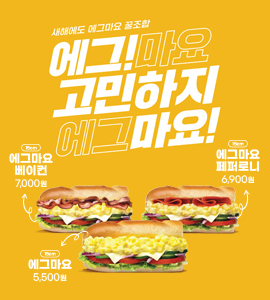 새해에도 에그마요 꿀조합
에그!마요
고민하지
에그마요!
15cm
에그마요
베이컨
7,000원
15cm
에그마요
페퍼로니
6,900원
15cm
에그마요
5,500원